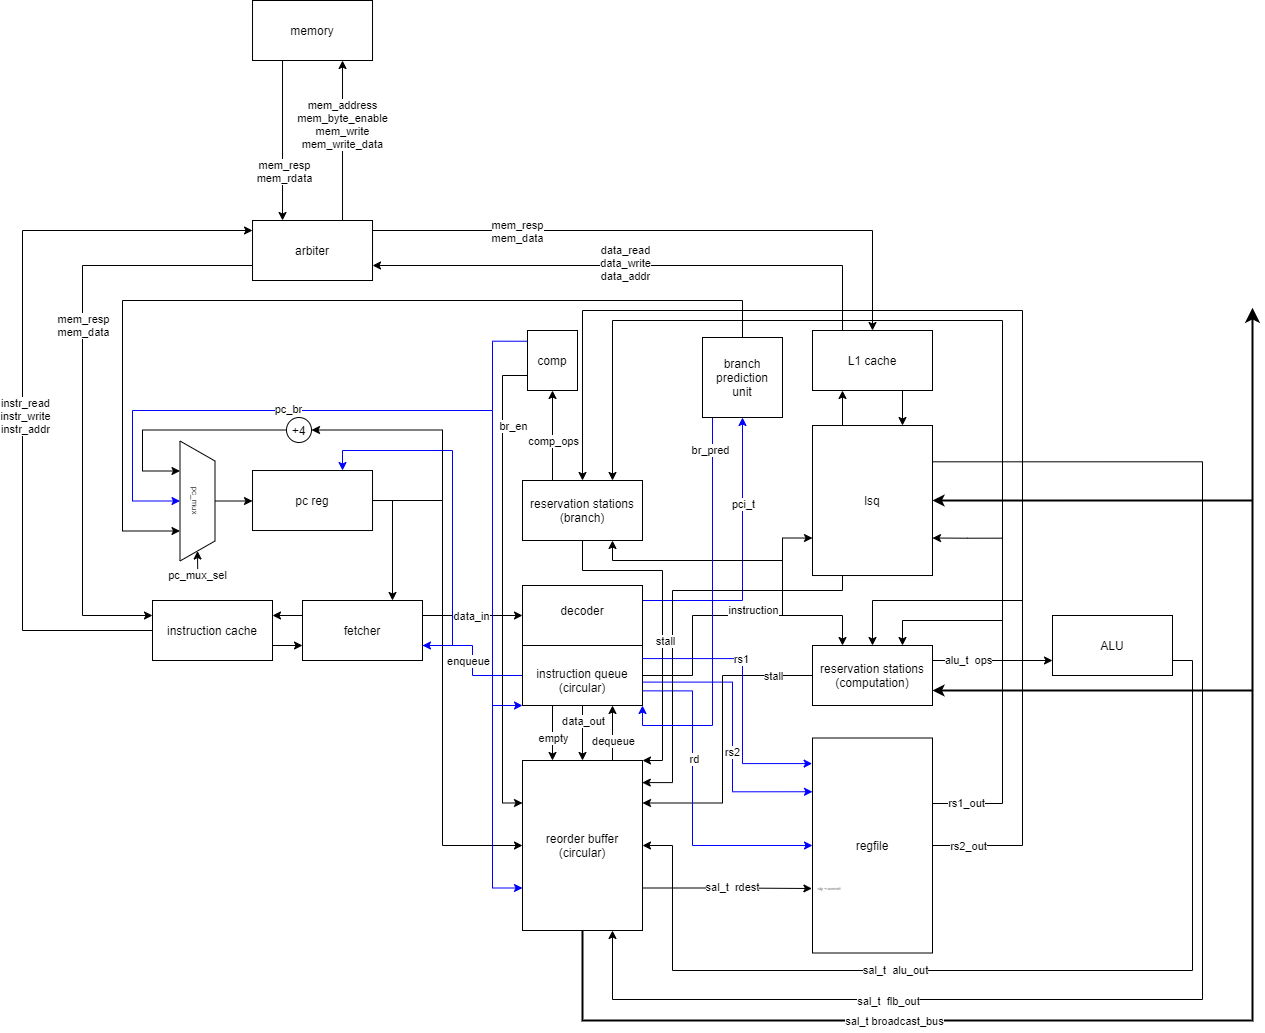 memory
mem_address
mem_byte_enable
mem_write
mem_write_data
mem_resp
mem_rdata
arbiter
mem_resp
mem_data
data_read
data_write
data_addr
mem_resp
mem_data
instr_read
instr_write
instr_addr
comp
branch
prediction
unit
L1 cache
pc_br
+4
br_en
comp_ops
br_pred
pc_mux
pc reg
reservation stations
(branch)
pci_t
lsq
pc_mux_sel
instruction cache
fetcher
data_in
decoder
instruction
stall
ALU
enqueue
instruction queue
(circular)
rs1
stall
reservation stations
(computation)
alu_t ops
empty
data_out
dequeue
rd
rs2
rs1_out
reorder buffer
(circular)
regfile
rs2_out
sal_t rdest
sal_t alu_out
sal_t flb_out
sal_t broadcast_bus